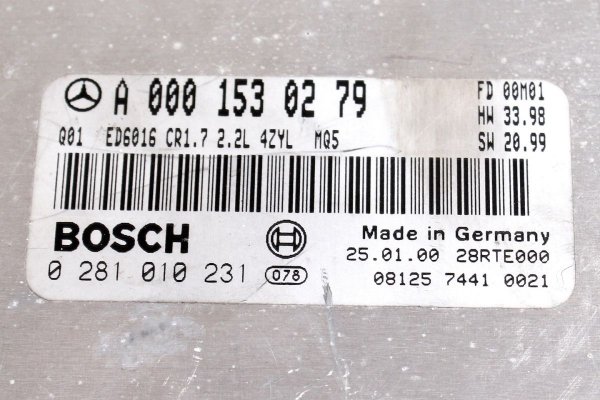 A 000 153 02 79
FD 00M01
HW 33.98
Q01 ED6016 CR1.7 2.2L 4ZYL MQ5
SW 20.99
BOSCH
Made in Germany
25.01.00 28RTE000
0 281 010 231 078
08125 7441 0021